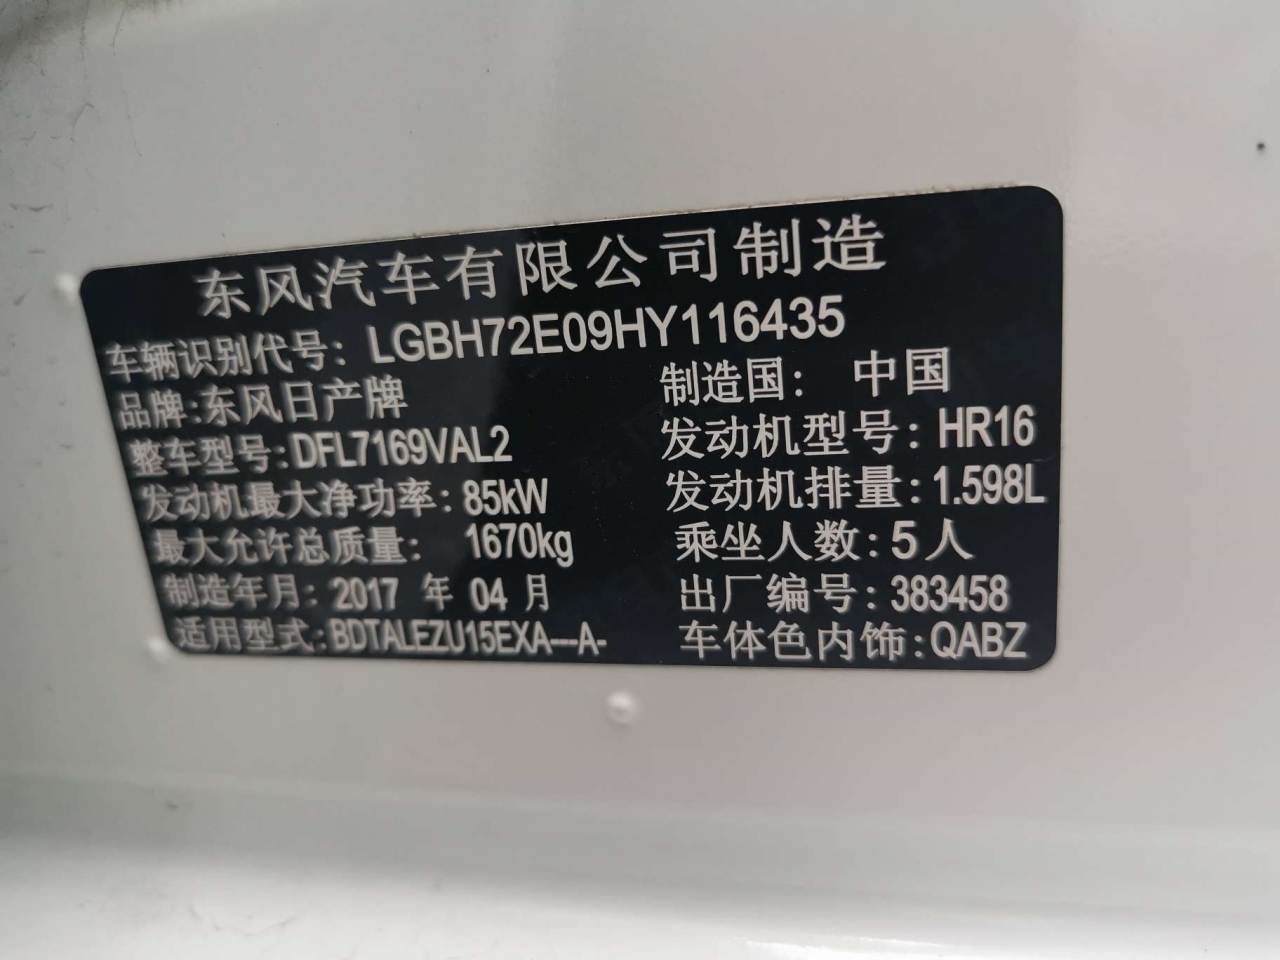 东风汽车有限公司制造
车辆识别代号: LGBH72E09HY116435
品牌:东风日产牌 制造国: 中国
整车型号:DFL7169VAL2 发动机型号: HR16
发动机最大净功率: 85kW 发动机排量: 1.598L
最大允许总质量: 1670kg 乘坐人数: 5人
制造年月: 2017 年 04 月 出厂编号: 383458
适用型式: BDTALEZU15EXA---A- 车体色内饰:QABZ